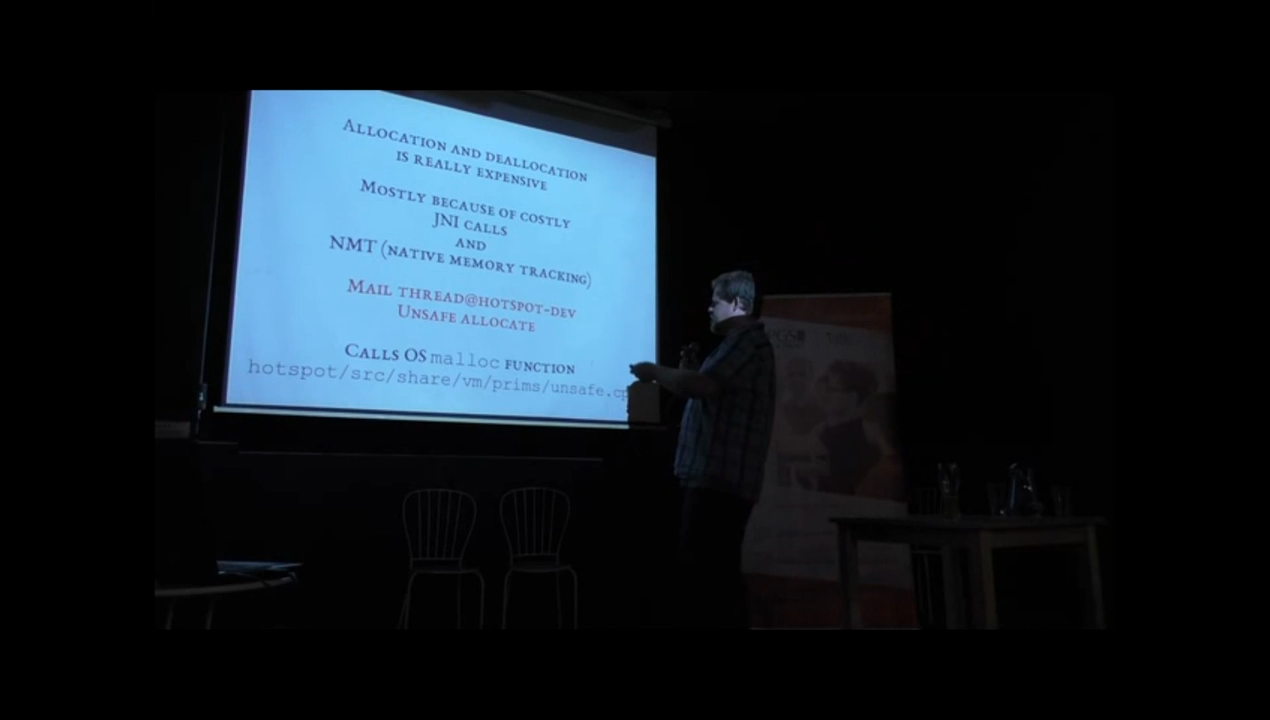 Allocation and deallocation
is really expensive
Mostly because of costly
JNI calls
and
NMT (native memory tracking)
Mail thread@hotspot-dev
Unsafe allocate
Calls OS malloc function
hotspot/src/share/vm/prims/unsafe.cp